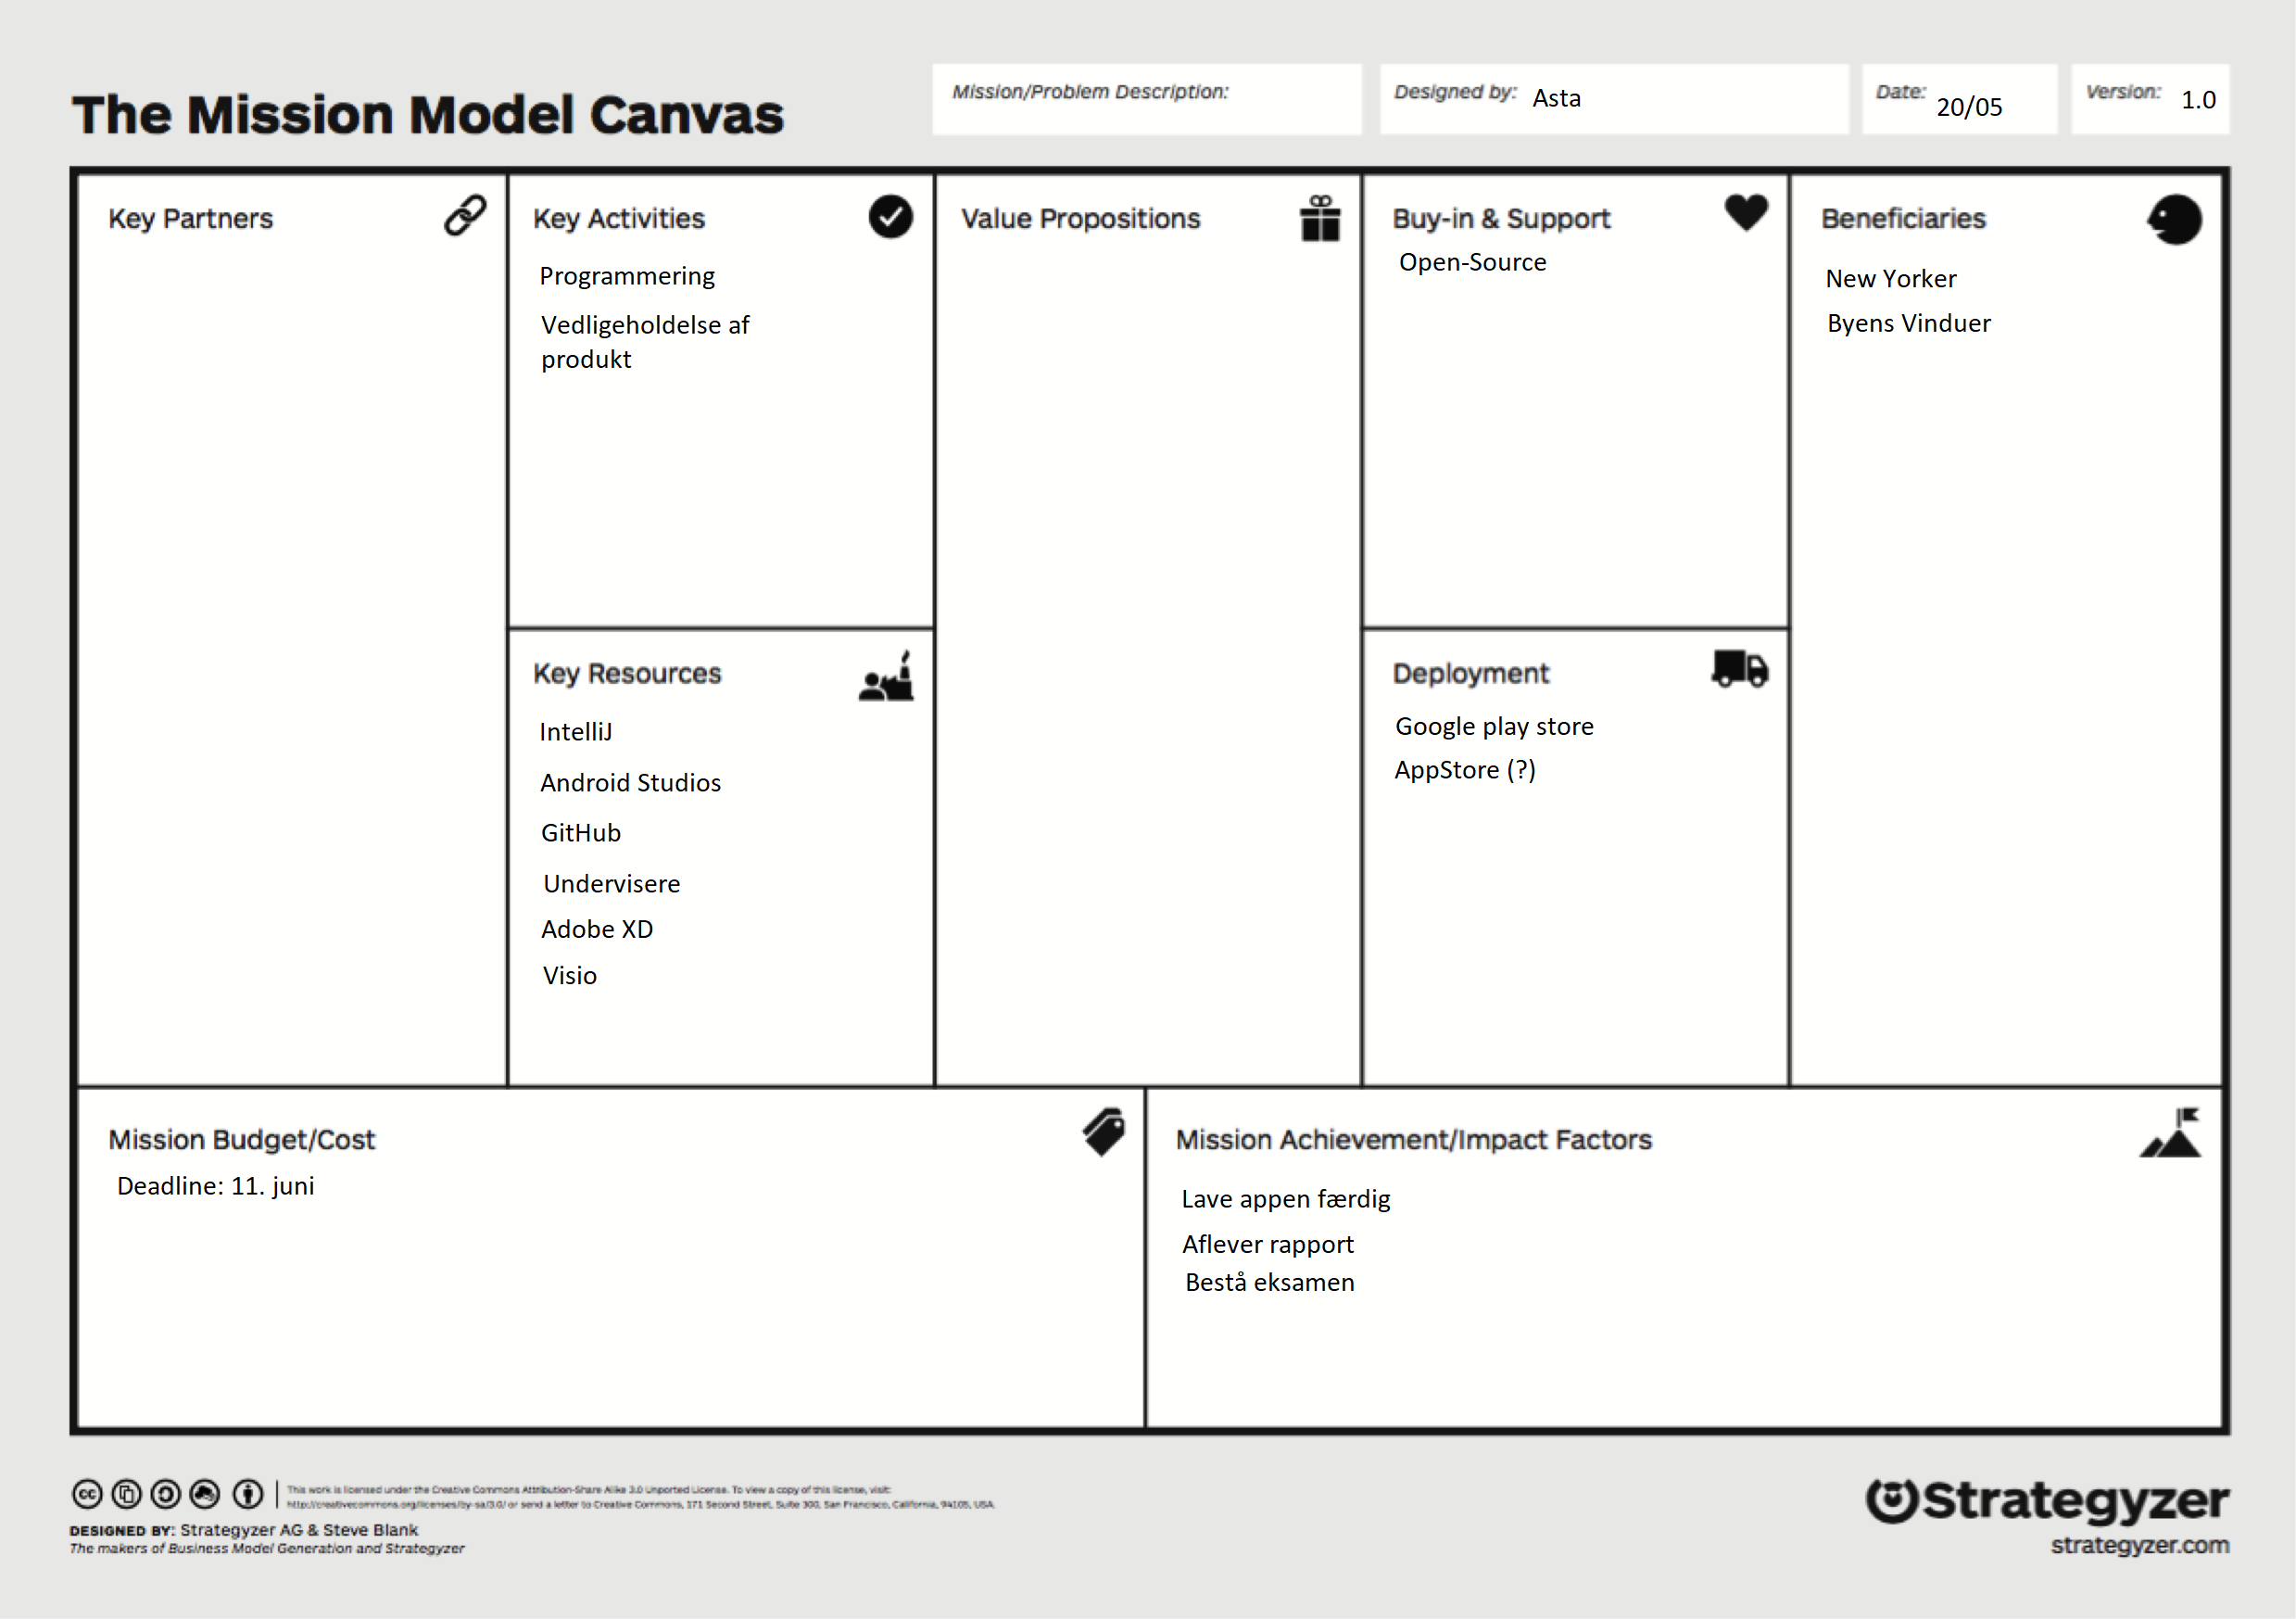 The Mission Model Canvas
Mission/Problem Description:
Designed by: Asta
Date: 20/05
Version: 1.0
Key Partners
Key Activities
Programmering
Vedligeholdelse af
produkt
Key Resources
IntelliJ
Android Studios
GitHub
Undervisere
Adobe XD
Visio
Value Propositions
Buy-in & Support
Open-Source
Deployment
Google play store
AppStore (?)
Beneficiaries
New Yorker
Byens Vinduer
Mission Budget/Cost
Deadline: 11. juni
Mission Achievement/Impact Factors
Lave appen færdig
Aflever rapport
Bestå eksamen
cc
This work is licensed under the Creative Commons Attribution-Share Alike 3.0 Unported License. To view a copy of this license, visit:
http://creativecommons.org/licenses/by-sa/3.0/ or send a letter to Creative Commons, 171 Second Street, Suite 300, San Francisco, California, 94105, USA.
DESIGNED BY: Strategyzer AG & Steve Blank
The makers of Business Model Generation and Strategyzer
Strategyzer
strategyzer.com